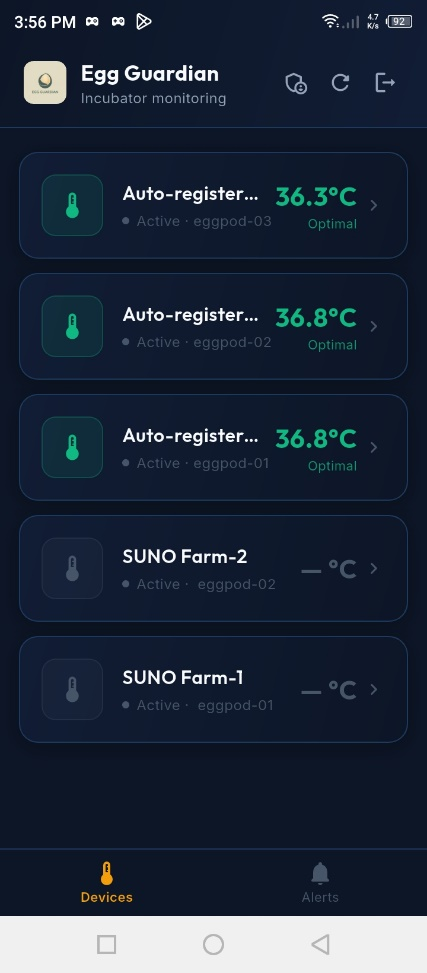 3:56 PM
4.7 K/s
92
Egg Guardian
Incubator monitoring
EGG GUARDIAN
Auto-register... 36.3°C
Active · eggpod-03 Optimal
Auto-register... 36.8°C
Active · eggpod-02 Optimal
Auto-register... 36.8°C
Active · eggpod-01 Optimal
SUNO Farm-2
Active · eggpod-02 — °C
SUNO Farm-1
Active · eggpod-01 — °C
Devices Alerts